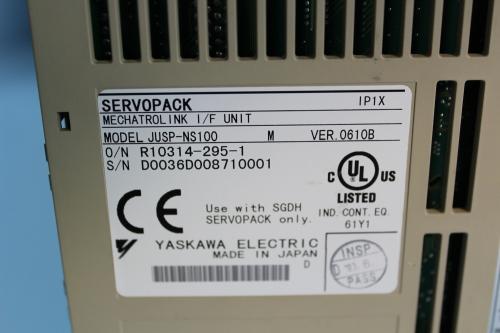 SERVOPACK IP1X
MECHATROLINK I/F UNIT
MODEL JUSP-NS100 M VER.0610B
O/N R10314-295-1
S/N D0036D008710001
C UL US
LISTED
IND. CONT. EQ.
61Y1
CE
Use with SGDH
SERVOPACK only.
YASKAWA ELECTRIC
MADE IN JAPAN
D
INSP
PASS